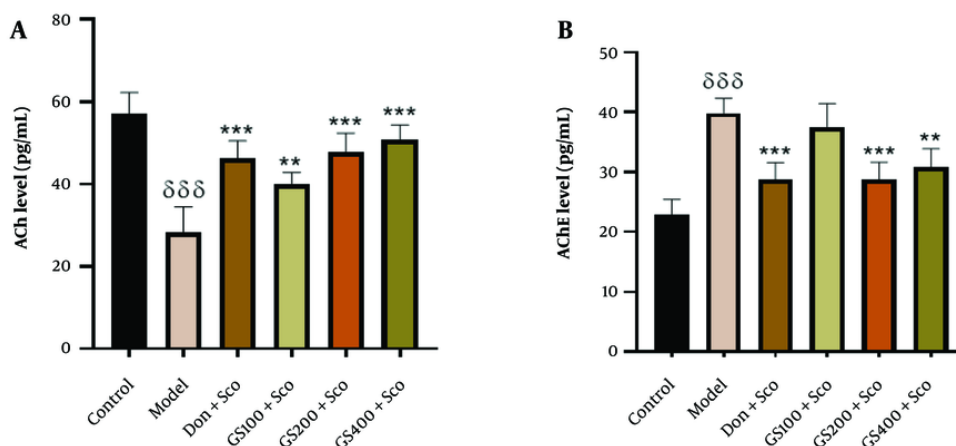 A
ACh level (pg/mL)
80
60
40
20
0
δδδ
***
**
***
***
Control
Model
Don + Sco
GS100 + Sco
GS200 + Sco
GS400 + Sco
B
AChE level (pg/mL)
50
40
30
20
10
0
δδδ
***
***
**
Control
Model
Don + Sco
GS100 + Sco
GS200 + Sco
GS400 + Sco